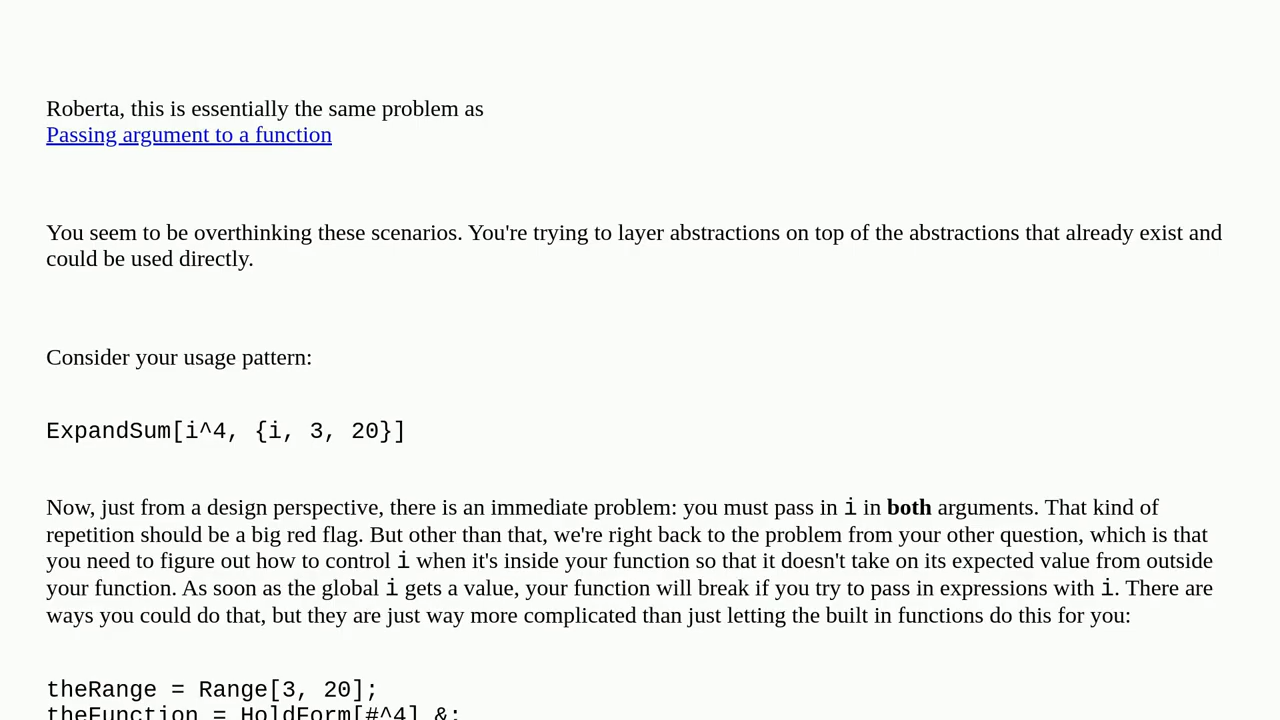 Roberta, this is essentially the same problem as
Passing argument to a function
You seem to be overthinking these scenarios. You're trying to layer abstractions on top of the abstractions that already exist and
could be used directly.
Consider your usage pattern:
ExpandSum[i^4, {i, 3, 20}]
Now, just from a design perspective, there is an immediate problem: you must pass in i in both arguments. That kind of
repetition should be a big red flag. But other than that, we're right back to the problem from your other question, which is that
you need to figure out how to control i when it's inside your function so that it doesn't take on its expected value from outside
your function. As soon as the global i gets a value, your function will break if you try to pass in expressions with i. There are
ways you could do that, but they are just way more complicated than just letting the built in functions do this for you:
theRange = Range[3, 20];
theFunction = HoldForm[#^4] &;